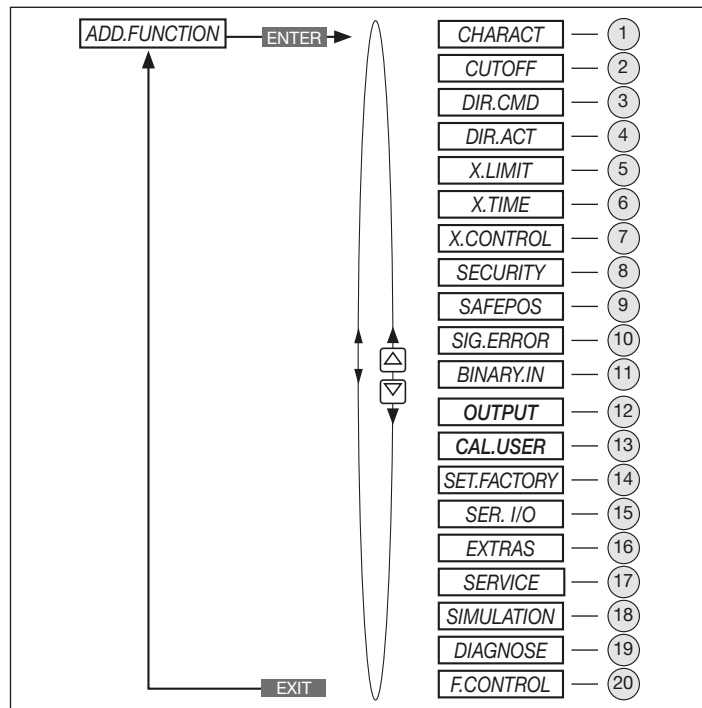 ADD.FUNCTION ENTER CHARACT 1
CUTOFF 2
DIR.CMD 3
DIR.ACT 4
X.LIMIT 5
X.TIME 6
X.CONTROL 7
SECURITY 8
SAFEPOS 9
SIG.ERROR 10
BINARY.IN 11
OUTPUT 12
CAL.USER 13
SET.FACTORY 14
SER. I/O 15
EXTRAS 16
SERVICE 17
SIMULATION 18
DIAGNOSE 19
EXIT F.CONTROL 20